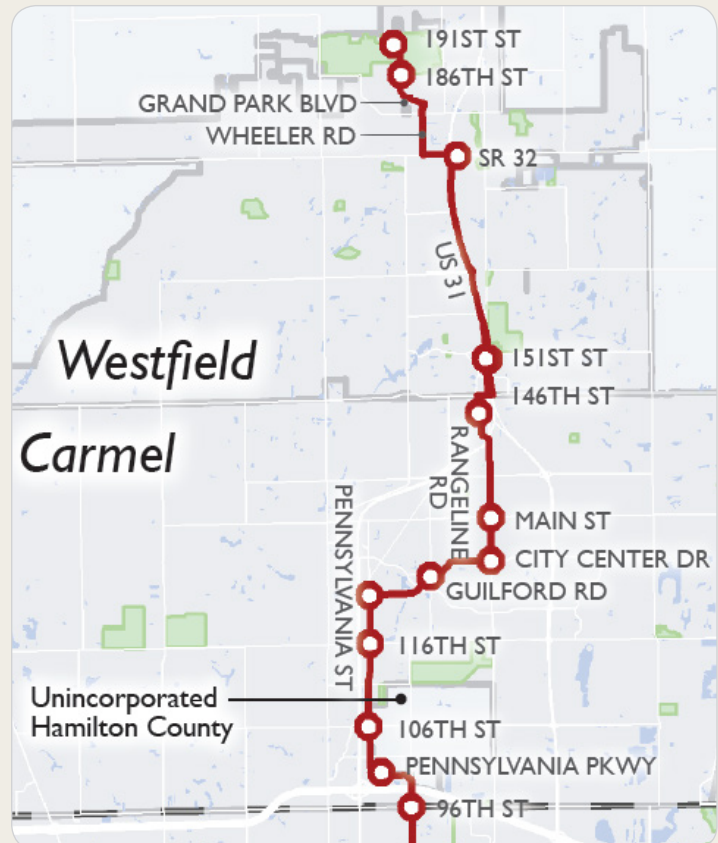 191ST ST
186TH ST
GRAND PARK BLVD
WHEELER RD
SR 32
US 31
Westfield
151ST ST
146TH ST
Carmel
RANGELINE
RD
PENNSYLVANIA ST
MAIN ST
CITY CENTER DR
GUILFORD RD
116TH ST
Unincorporated
Hamilton County
106TH ST
PENNSYLVANIA PKWY
96TH ST